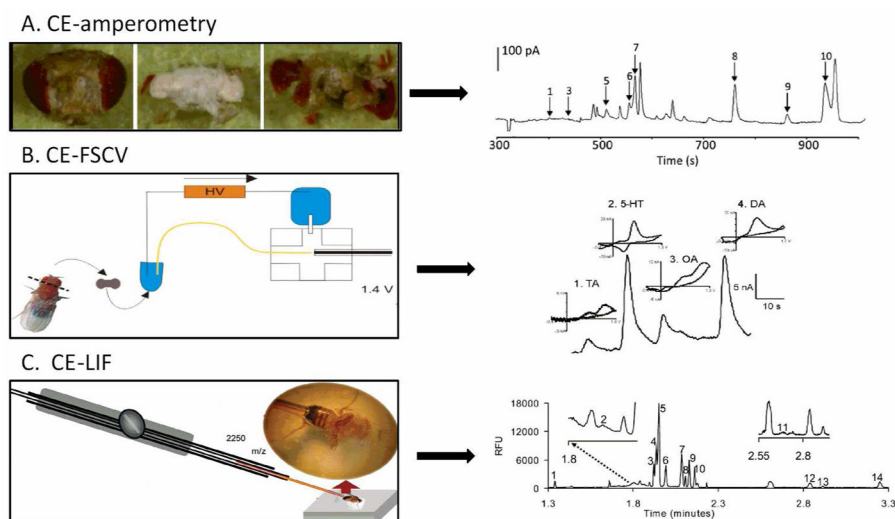 A. CE-amperometry
100 pA
1
3
5
6
7
8
9
10
300
500
700
900
Time (s)
B. CE-FSCV
HV
1.4 V
2. 5-HT
4. DA
3. OA
1. TA
5 nA
10 s
C. CE-LIF
2250
m/z
18000
12000
6000
0
RFU
1
2
3
4
5
6
7
8
9
10
11
12
13
14
1.8
2.55
2.8
1.3
1.8
2.3
2.8
3.3
Time (minutes)